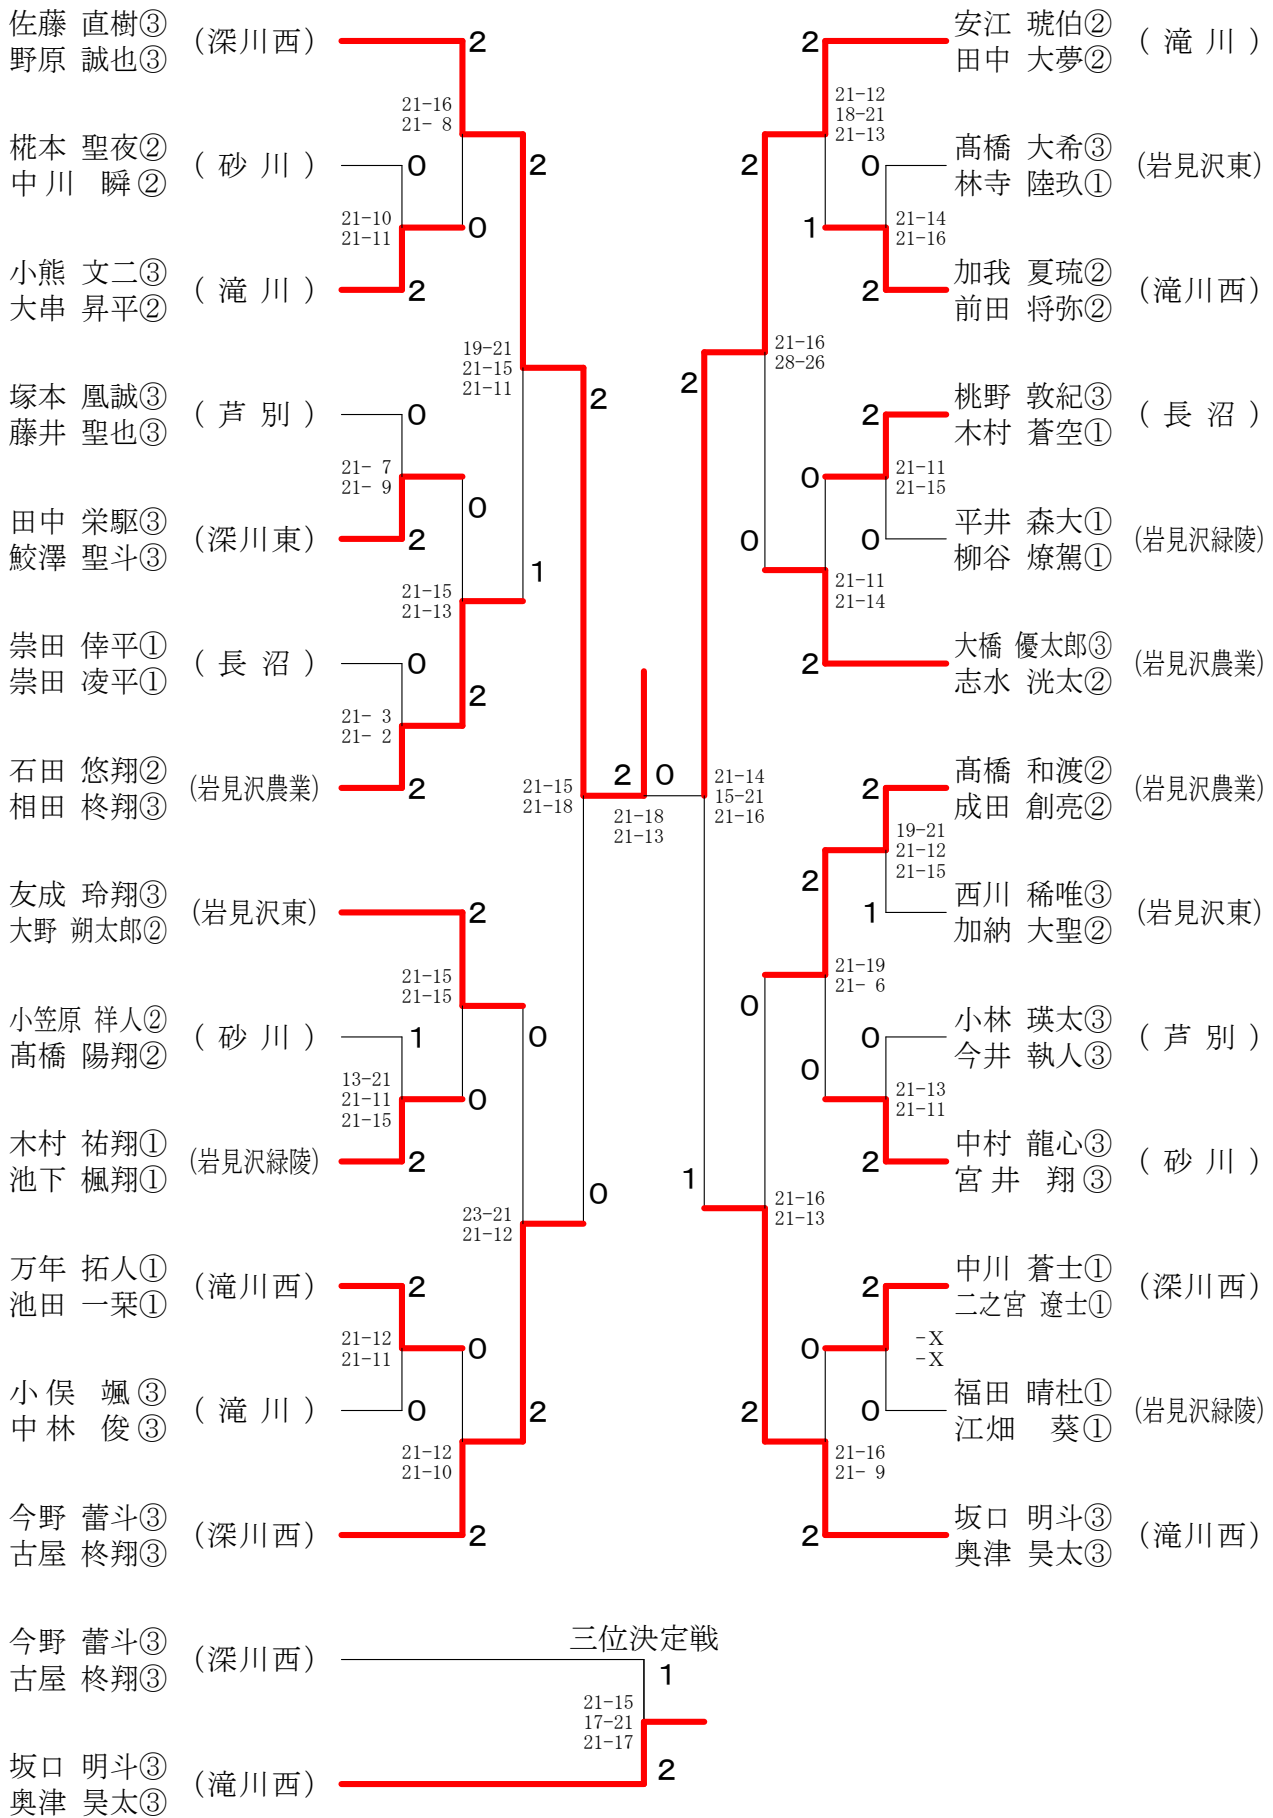 佐藤 直樹③
野原 誠也③
(深川西)
2
21-16
21- 8
椛本 聖夜②
中川 瞬②
(砂川)
0
2
21-10
21-11
0
小熊 文二③
大串 昇平②
(滝川)
2
19-21
21-15
21-11
2
塚本 凰誠③
藤井 聖也③
(芦別)
0
21- 7
21- 9
0
田中 栄駆③
鮫澤 聖斗③
(深川東)
2
1
21-15
21-13
崇田 倖平①
崇田 凌平①
(長沼)
0
2
21- 3
21- 2
石田 悠翔②
相田 柊翔③
(岩見沢農業)
2
21-15
21-18
友成 玲翔③
大野 朔太郎②
(岩見沢東)
2
21-15
21-15
小笠原 祥人②
髙橋 陽翔②
(砂川)
1
0
13-21
21-11
21-15
0
木村 祐翔①
池下 楓翔①
(岩見沢緑陵)
2
0
23-21
21-12
万年 拓人①
池田 一栞①
(滝川西)
2
21-12
21-11
0
小俣 颯③
中林 俊③
(滝川)
0
2
21-12
21-10
今野 蕾斗③
古屋 柊翔③
(深川西)
2
2
0
21-18
21-13
安江 琥伯②
田中 大夢②
(滝川)
2
21-12
18-21
21-13
髙橋 大希③
林寺 陸玖①
(岩見沢東)
0
2
1
21-14
21-16
加我 夏琉②
前田 将弥②
(滝川西)
2
21-16
28-26
2
桃野 敦紀③
木村 蒼空①
(長沼)
2
21-11
21-15
0
平井 森大①
柳谷 燎駕①
(岩見沢緑陵)
0
0
21-11
21-14
大橋 優太郎③
志水 洸太②
(岩見沢農業)
2
21-14
15-21
21-16
髙橋 和渡②
成田 創亮②
(岩見沢農業)
2
19-21
21-12
21-15
2
西川 稀唯③
加納 大聖②
(岩見沢東)
1
21-19
21- 6
0
小林 瑛太③
今井 執人③
(芦別)
0
0
21-13
21-11
中村 龍心③
宮井 翔③
(砂川)
2
1
21-16
21-13
中川 蒼士①
二之宮 遼士①
(深川西)
2
0
-X
-X
福田 晴杜①
江畑 葵①
(岩見沢緑陵)
0
2
21-16
21- 9
坂口 明斗③
奥津 昊太③
(滝川西)
2
三位決定戦
今野 蕾斗③
古屋 柊翔③
(深川西)
1
21-15
17-21
21-17
坂口 明斗③
奥津 昊太③
(滝川西)
2